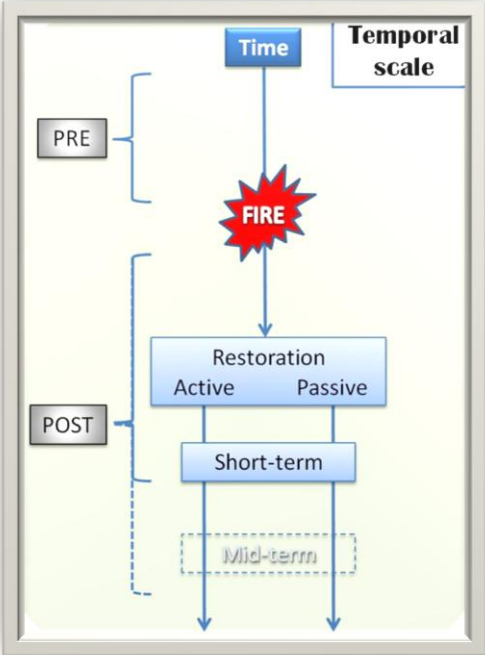 Time
Temporal
scale
PRE
FIRE
Restoration
Active Passive
POST
Short-term
Mid-term